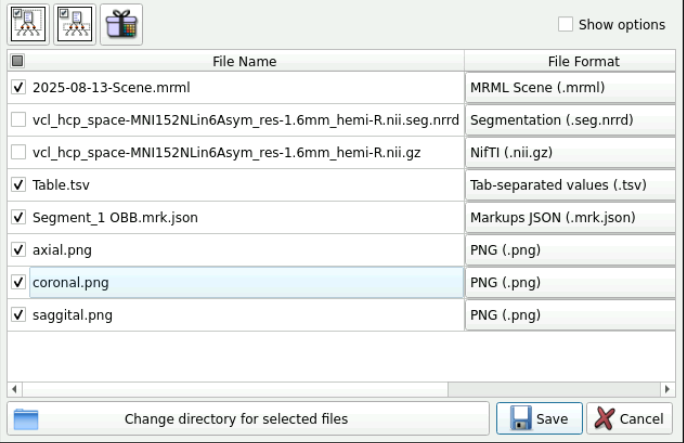 Show options
File Name File Format
2025-08-13-Scene.mrml MRML Scene (.mrml)
vcl_hcp_space-MNI152NLin6Asym_res-1.6mm_hemi-R.nii.seg.nrrd Segmentation (.seg.nrrd)
vcl_hcp_space-MNI152NLin6Asym_res-1.6mm_hemi-R.nii.gz NifTI (.nii.gz)
Table.tsv Tab-separated values (.tsv)
Segment_1 OBB.mrk.json Markups JSON (.mrk.json)
axial.png PNG (.png)
coronal.png PNG (.png)
saggital.png PNG (.png)
Change directory for selected files Save Cancel